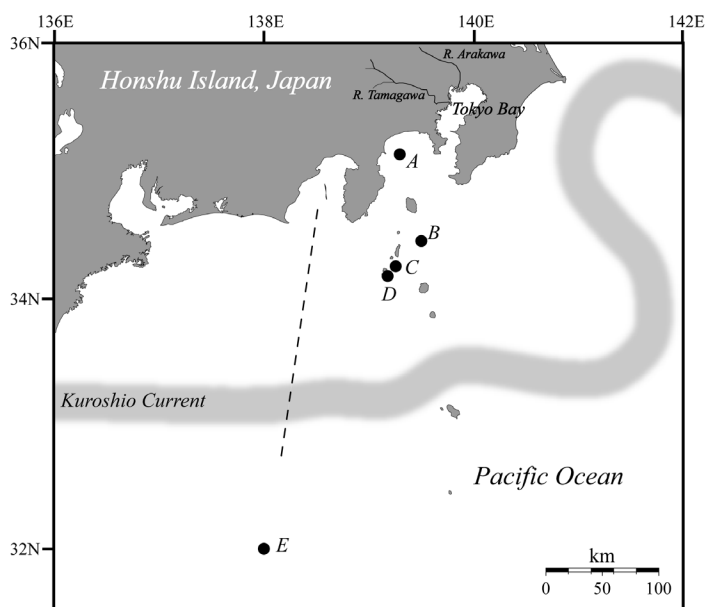 136E
138E
140E
142E
36N
R. Arakawa
Honshu Island, Japan
R. Tamagawa
Tokyo Bay
A
B
C
D
34N
Kuroshio Current
Pacific Ocean
32N
E
km
0 50 100